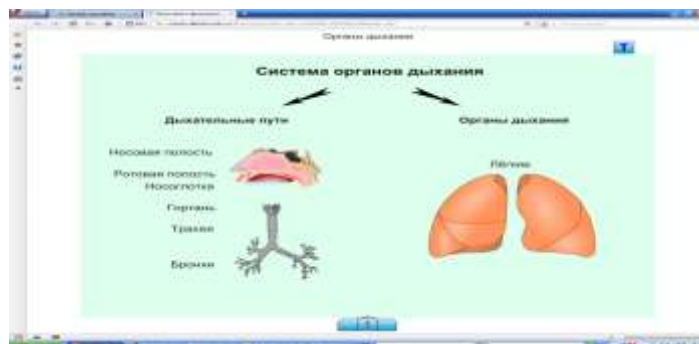 Органы дыхания
Т
Система органов дыхания
Дыхательные пути
Органы дыхания
Носовая полость
Ротовая полость
Носоглотка
Гортань
Трахея
Бронхи
Лёгкие